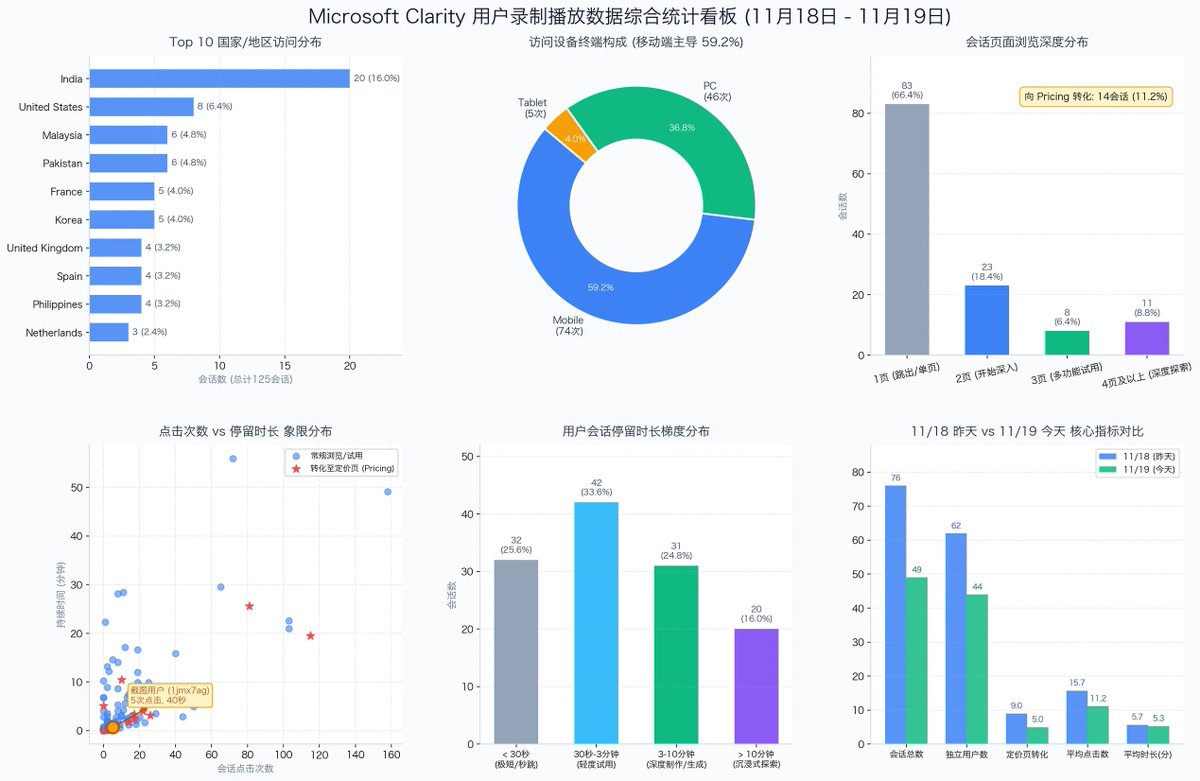 Microsoft Clarity 用户录制播放数据综合统计看板 (11月18日 - 11月19日)
Top 10 国家/地区访问分布
India
20 (16.0%)
United States
8 (6.4%)
Malaysia
6 (4.8%)
Pakistan
6 (4.8%)
France
5 (4.0%)
Korea
5 (4.0%)
United Kingdom
4 (3.2%)
Spain
4 (3.2%)
Philippines
4 (3.2%)
Netherlands
3 (2.4%)
0 5 10 15 20
会话数 (总计125会话)
访问设备终端构成 (移动端主导 59.2%)
PC
(46次)
36.8%
Tablet
(5次)
4.0%
59.2%
Mobile
(74次)
会话页面浏览深度分布
向 Pricing 转化: 14会话 (11.2%)
会话数
80
60
40
20
0
83
(66.4%)
23
(18.4%)
8
(6.4%)
11
(8.8%)
1页 (跳出/单页)
2页 (开始深入)
3页 (多功能试用)
4页及以上 (深度探索)
点击次数 vs 停留时长 象限分布
常规浏览/试用
转化至定价页 (Pricing)
持续时间 (分钟)
50
40
30
20
10
0
截图用户 (1jmx7ag)
5次点击, 40秒
0 20 40 60 80 100 120 140 160
会话点击次数
用户会话停留时长梯度分布
会话数
50
40
30
20
10
0
32
(25.6%)
42
(33.6%)
31
(24.8%)
20
(16.0%)
< 30秒
(极短/秒跳)
30秒-3分钟
(轻度试用)
3-10分钟
(深度制作/生成)
> 10分钟
(沉浸式探索)
11/18 昨天 vs 11/19 今天 核心指标对比
11/18 (昨天)
11/19 (今天)
80
70
60
50
40
30
20
10
0
76
49
62
44
9.0
5.0
15.7
11.2
5.7
5.3
会话总数
独立用户数
定价页转化
平均点击数
平均时长(分)